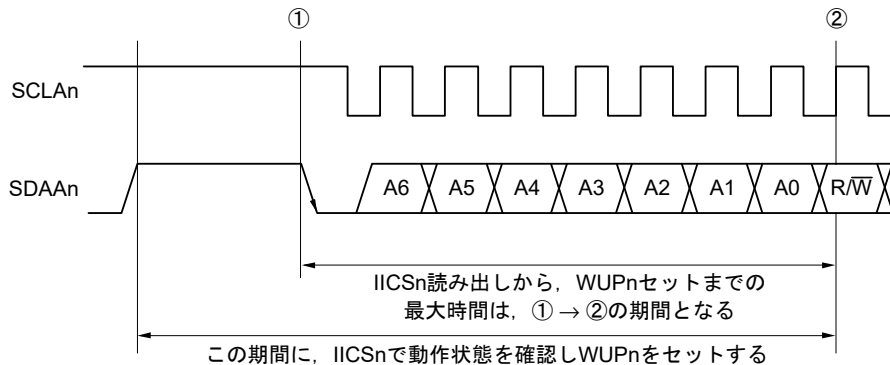 ① ②
SCLAn
SDAAn A6 A5 A4 A3 A2 A1 A0 R/W̅
IICSn読み出しから，WUPnセットまでの
最大時間は，① → ②の期間となる
この期間に，IICSnで動作状態を確認しWUPnをセットする